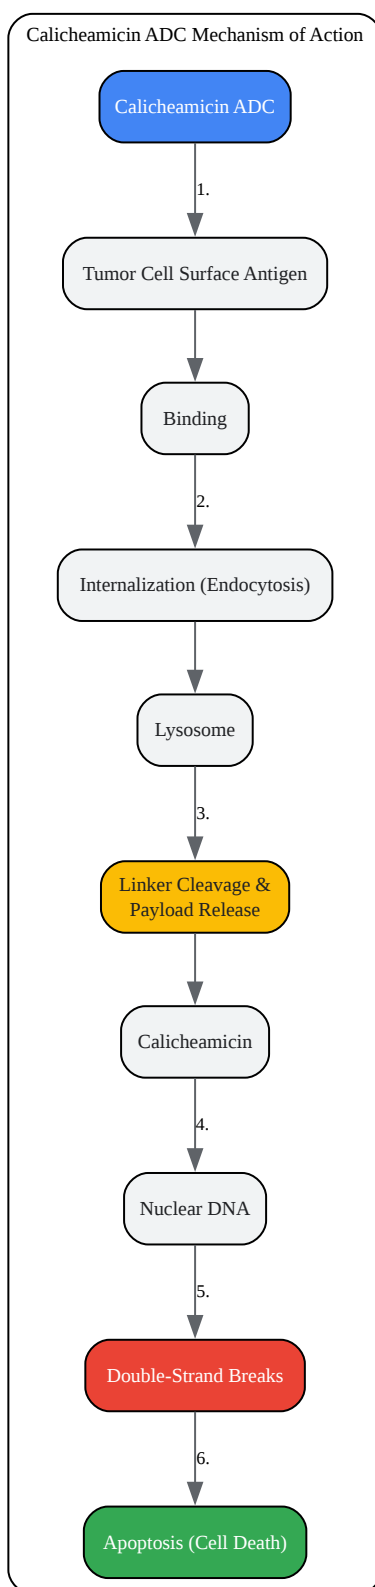 Calicheamicin ADC Mechanism of Action
Calicheamicin ADC
1.
Tumor Cell Surface Antigen
Binding
2.
Internalization (Endocytosis)
Lysosome
3.
Linker Cleavage &
Payload Release
Calicheamicin
4.
Nuclear DNA
5.
Double-Strand Breaks
6.
Apoptosis (Cell Death)